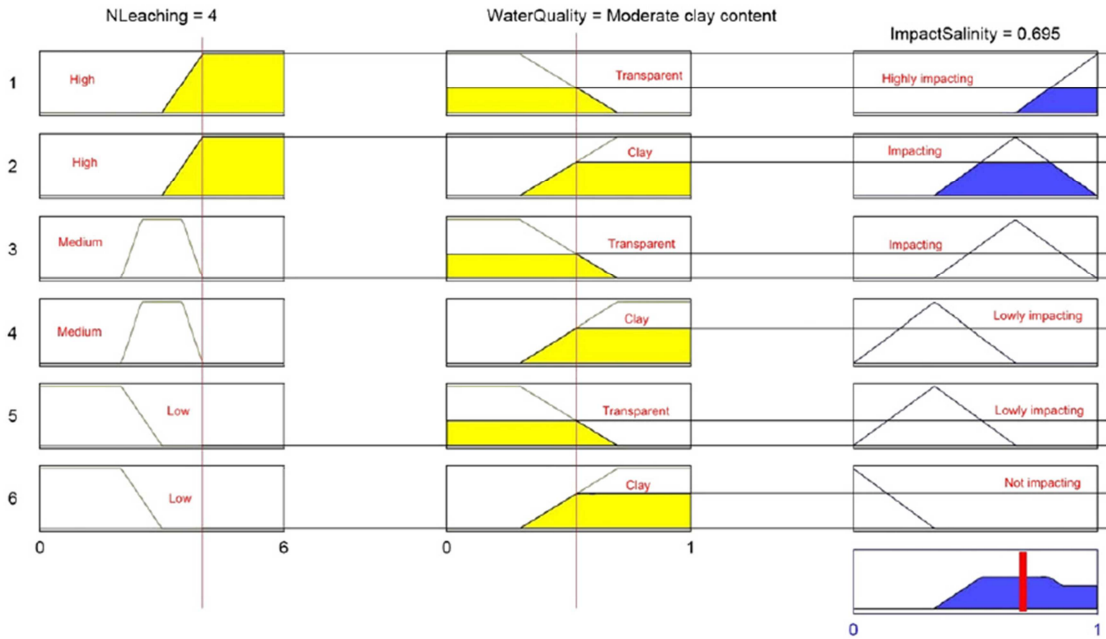 NLeaching = 4
WaterQuality = Moderate clay content
ImpactSalinity = 0.695
1
High
Transparent
Highly impacting
2
High
Clay
Impacting
3
Medium
Transparent
Impacting
4
Medium
Clay
Lowly impacting
5
Low
Transparent
Lowly impacting
6
Low
Clay
Not impacting
0
6
0
1
0
1